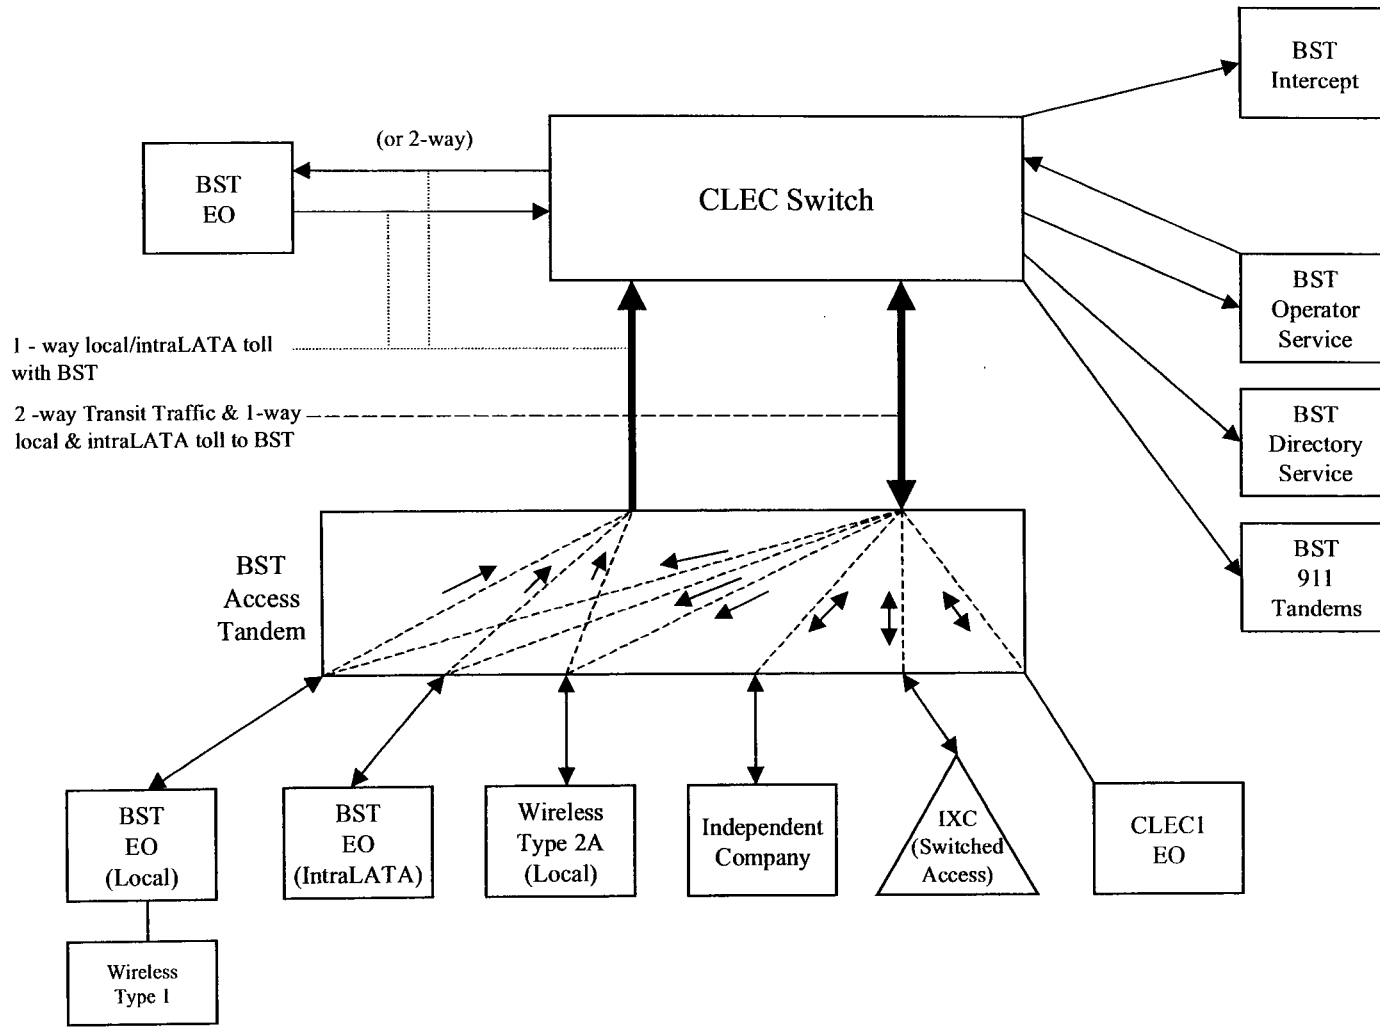 BST
Intercept
(or 2-way)
BST
EO
CLEC Switch
BST
Operator
Service
1 - way local/intraLATA toll
with BST
2 -way Transit Traffic & 1-way
local & intraLATA toll to BST
BST
Directory
Service
BST
911
Tandems
BST
Access
Tandem
BST
EO
(Local)
BST
EO
(IntraLATA)
Wireless
Type 2A
(Local)
Independent
Company
IXC
(Switched
Access)
CLEC1
EO
Wireless
Type 1